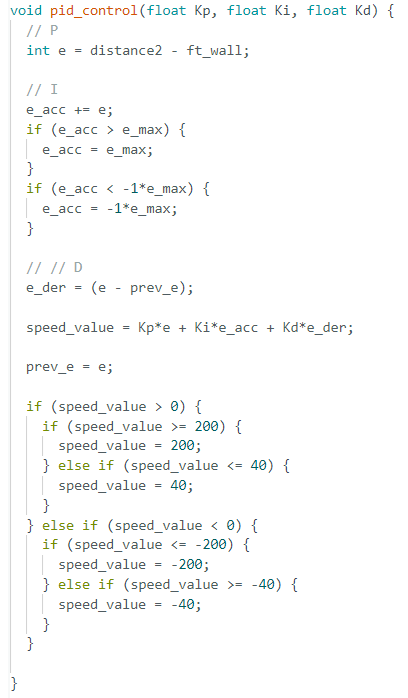 void pid_control(float Kp, float Ki, float Kd) {
  // P
  int e = distance2 - ft_wall;

  // I
  e_acc += e;
  if (e_acc > e_max) {
    e_acc = e_max;
  }
  if (e_acc < -1*e_max) {
    e_acc = -1*e_max;
  }

  // // D
  e_der = (e - prev_e);

  speed_value = Kp*e + Ki*e_acc + Kd*e_der;

  prev_e = e;

  if (speed_value > 0) {
    if (speed_value >= 200) {
      speed_value = 200;
    } else if (speed_value <= 40) {
      speed_value = 40;
    }
  } else if (speed_value < 0) {
    if (speed_value <= -200) {
      speed_value = -200;
    } else if (speed_value >= -40) {
      speed_value = -40;
    }
  }

}